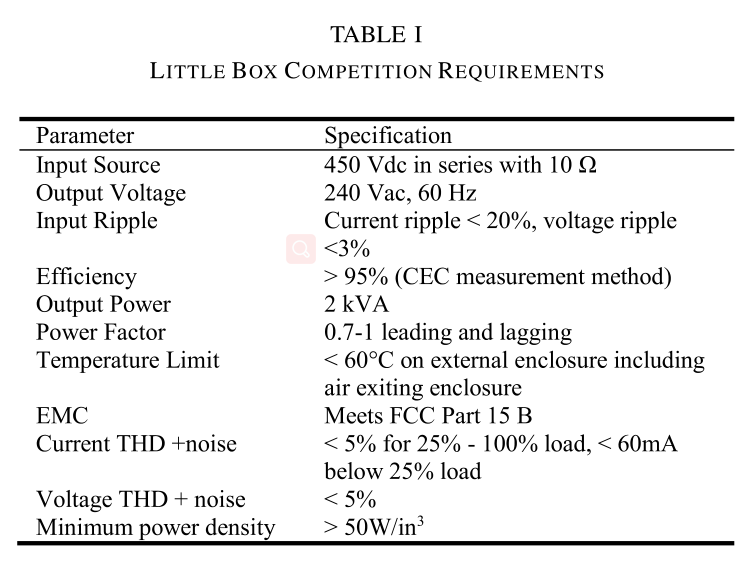 TABLE I
LITTLE BOX COMPETITION REQUIREMENTS
Parameter Specification
Input Source 450 Vdc in series with 10 Ω
Output Voltage 240 Vac, 60 Hz
Input Ripple Current ripple < 20%, voltage ripple
<3%
Efficiency > 95% (CEC measurement method)
Output Power 2 kVA
Power Factor 0.7-1 leading and lagging
Temperature Limit < 60°C on external enclosure including
air exiting enclosure
EMC Meets FCC Part 15 B
Current THD +noise < 5% for 25% - 100% load, < 60mA
below 25% load
Voltage THD + noise < 5%
Minimum power density > 50W/in³